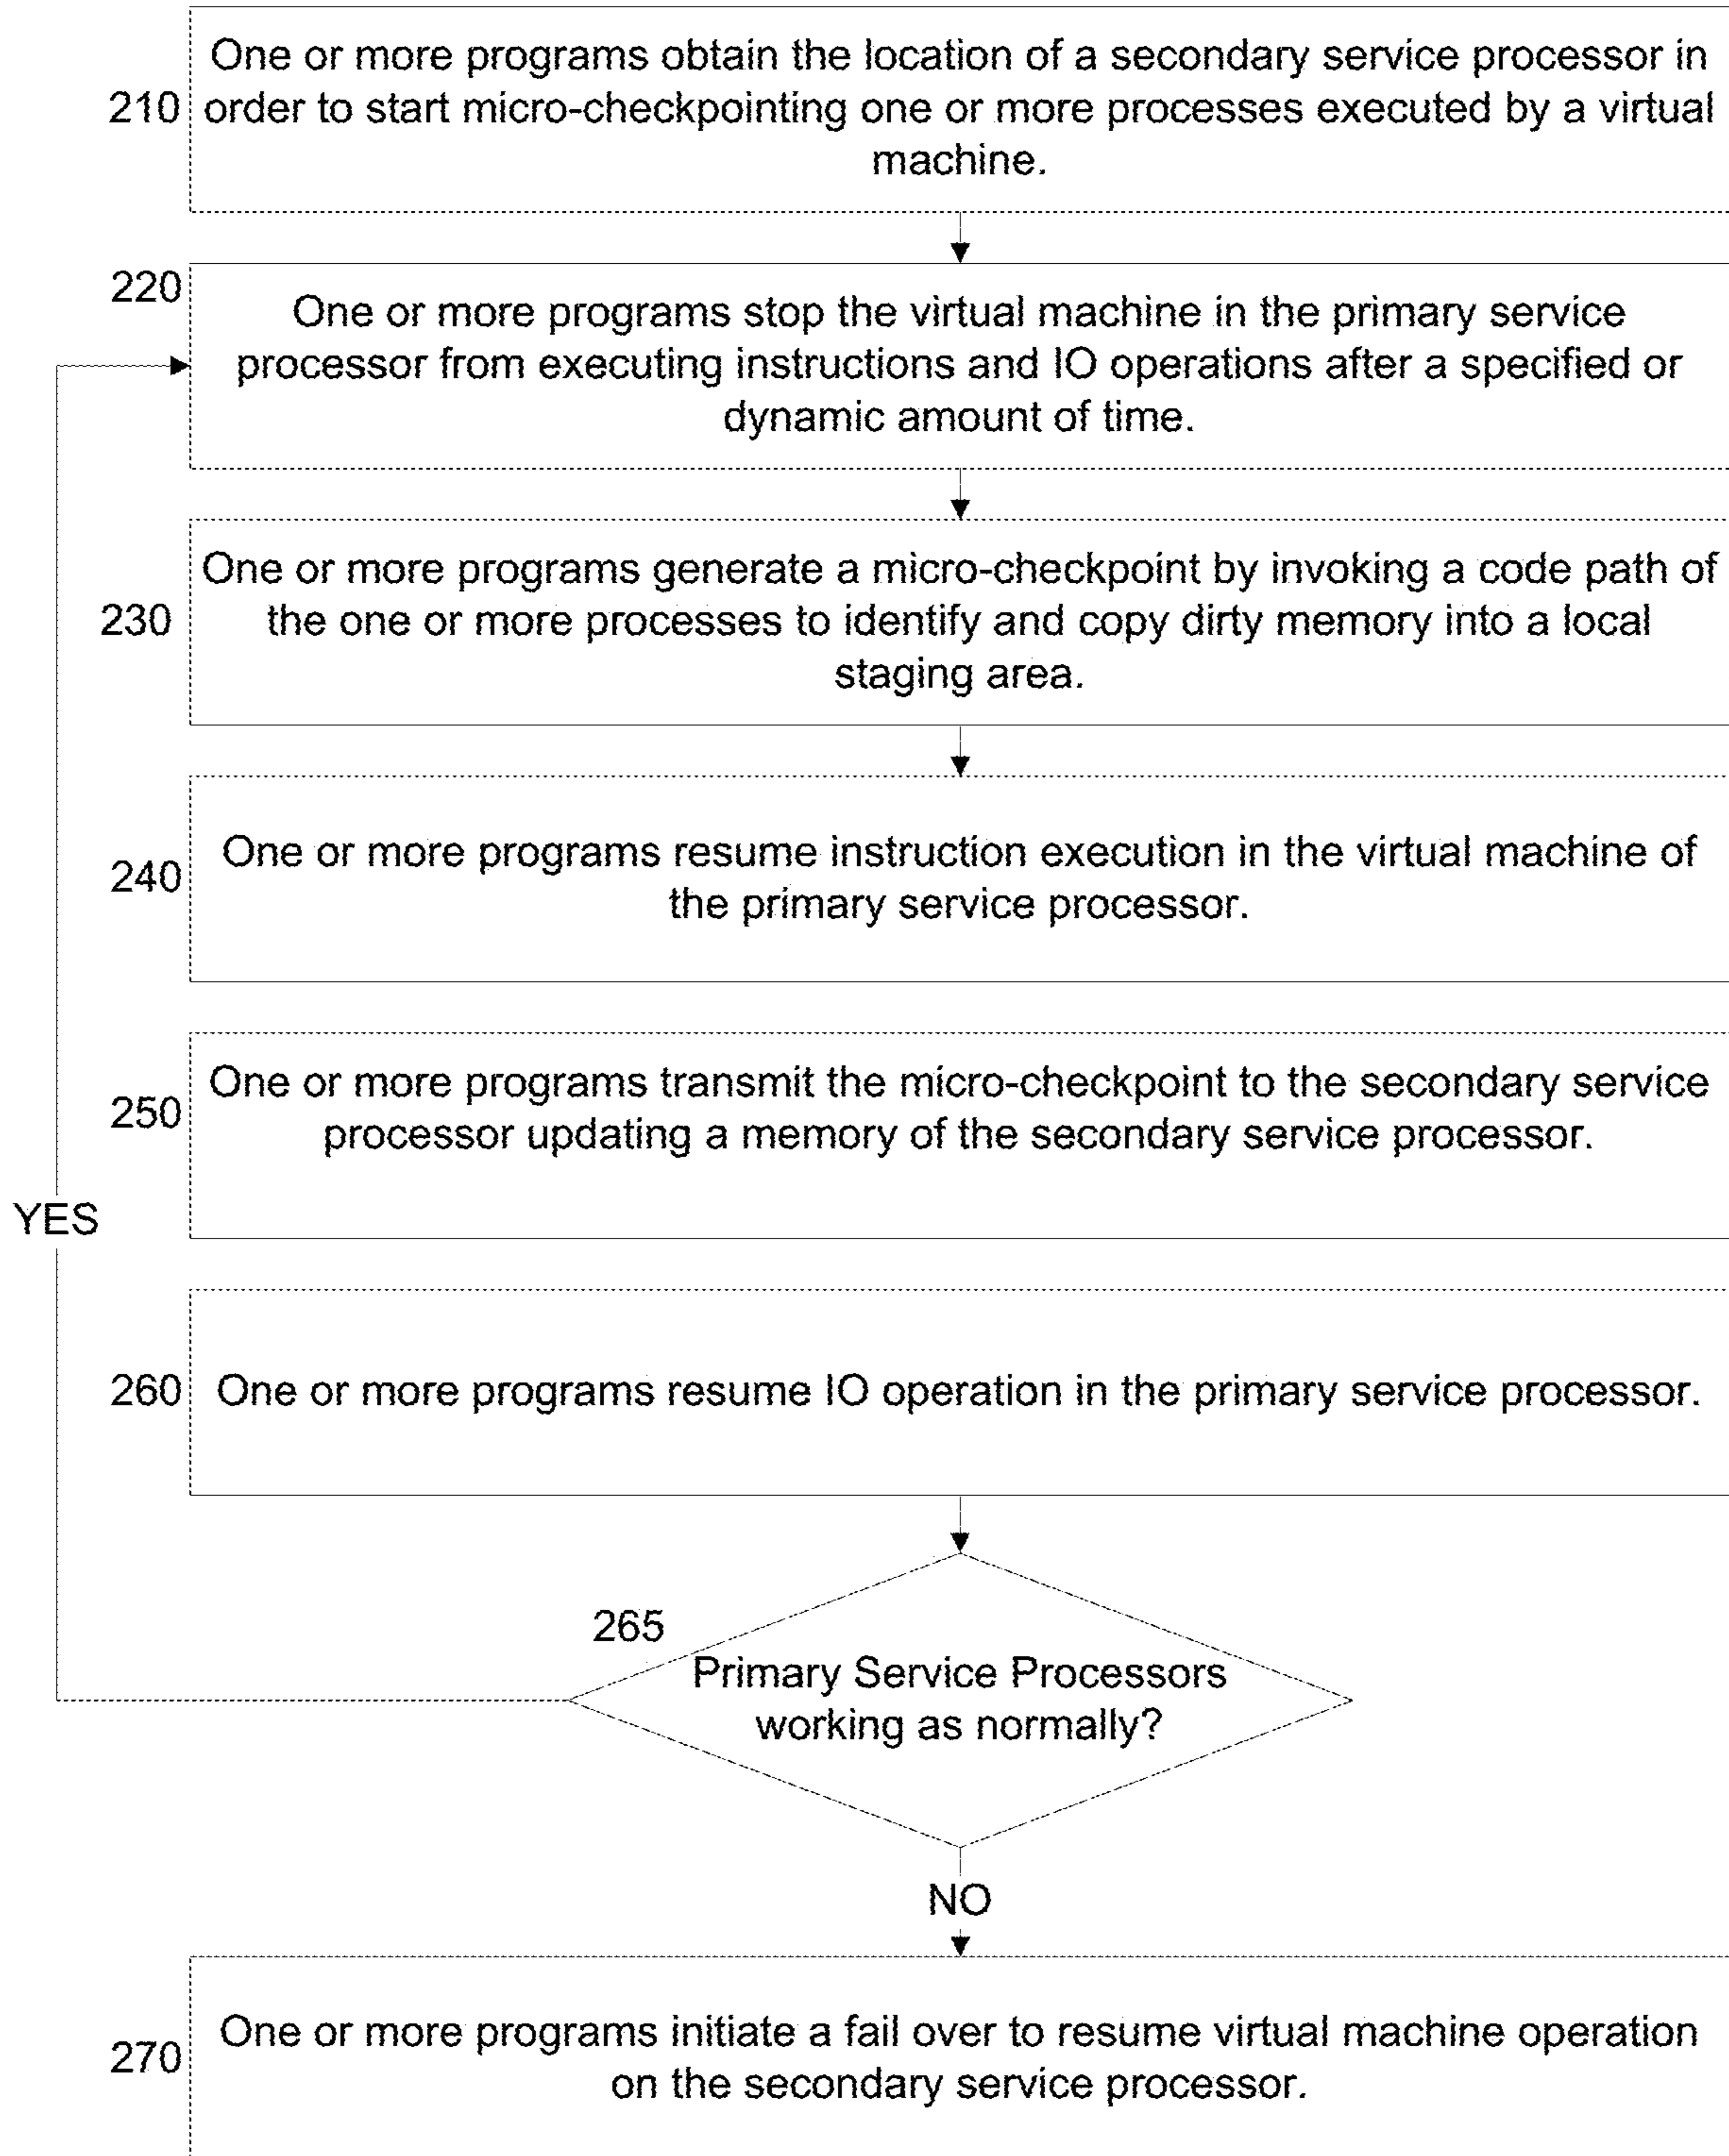 One or more programs obtain the location of a secondary service processor in
210 order to start micro-checkpointing one or more processes executed by a virtual
machine.
220
One or more programs stop the virtual machine in the primary service
processor from executing instructions and IO operations after a specified or
dynamic amount of time.
One or more programs generate a micro-checkpoint by invoking a code path of
230 the one or more processes to identify and copy dirty memory into a local
staging area.
One or more programs resume instruction execution in the virtual machine of
240
the primary service processor.
One or more programs transmit the micro-checkpoint to the secondary service
250
processor updating a memory of the secondary service processor.
YES
260 One or more programs resume IO operation in the primary service processor.
265
Primary Service Processors
working as normally?
NO
One or more programs initiate a fail over to resume virtual machine operation
270
on the secondary service processor.